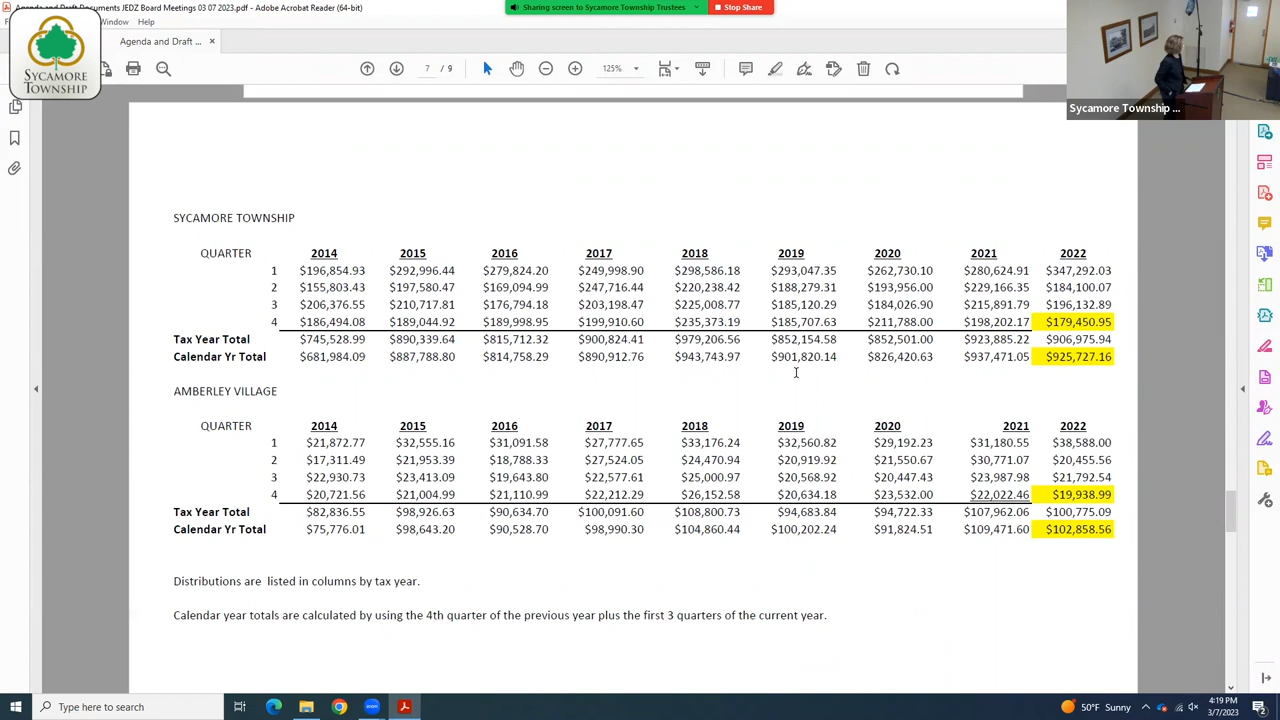 Agenda and Draft Documents JEDZ Board Meetings 03 07 2023.pdf - Adobe Acrobat Reader (64-bit)
Sharing screen to Sycamore Township Trustees
Stop Share
Window Help
Agenda and Draft ... ×
SYCAMORE
TOWNSHIP
7 / 9
125%
Sycamore Township ...
SYCAMORE TOWNSHIP
QUARTER 2014 2015 2016 2017 2018 2019 2020 2021 2022
1 $196,854.93 $292,996.44 $279,824.20 $249,998.90 $298,586.18 $293,047.35 $262,730.10 $280,624.91 $347,292.03
2 $155,803.43 $197,580.47 $169,094.99 $247,716.44 $220,238.42 $188,279.31 $193,956.00 $229,166.35 $184,100.07
3 $206,376.55 $210,717.81 $176,794.18 $203,198.47 $225,008.77 $185,120.29 $184,026.90 $215,891.79 $196,132.89
4 $186,494.08 $189,044.92 $189,998.95 $199,910.60 $235,373.19 $185,707.63 $211,788.00 $198,202.17 $179,450.95
Tax Year Total $745,528.99 $890,339.64 $815,712.32 $900,824.41 $979,206.56 $852,154.58 $852,501.00 $923,885.22 $906,975.94
Calendar Yr Total $681,984.09 $887,788.80 $814,758.29 $890,912.76 $943,743.97 $901,820.14 $826,420.63 $937,471.05 $925,727.16
AMBERLEY VILLAGE
QUARTER 2014 2015 2016 2017 2018 2019 2020 2021 2022
1 $21,872.77 $32,555.16 $31,091.58 $27,777.65 $33,176.24 $32,560.82 $29,192.23 $31,180.55 $38,588.00
2 $17,311.49 $21,953.39 $18,788.33 $27,524.05 $24,470.94 $20,919.92 $21,550.67 $30,771.07 $20,455.56
3 $22,930.73 $23,413.09 $19,643.80 $22,577.61 $25,000.97 $20,568.92 $20,447.43 $23,987.98 $21,792.54
4 $20,721.56 $21,004.99 $21,110.99 $22,212.29 $26,152.58 $20,634.18 $23,532.00 $22,022.46 $19,938.99
Tax Year Total $82,836.55 $98,926.63 $90,634.70 $100,091.60 $108,800.73 $94,683.84 $94,722.33 $107,962.06 $100,775.09
Calendar Yr Total $75,776.01 $98,643.20 $90,528.70 $98,990.30 $104,860.44 $100,202.24 $91,824.51 $109,471.60 $102,858.56
Distributions are listed in columns by tax year.
Calendar year totals are calculated by using the 4th quarter of the previous year plus the first 3 quarters of the current year.
Type here to search
50°F Sunny
4:19 PM
3/7/2023
2